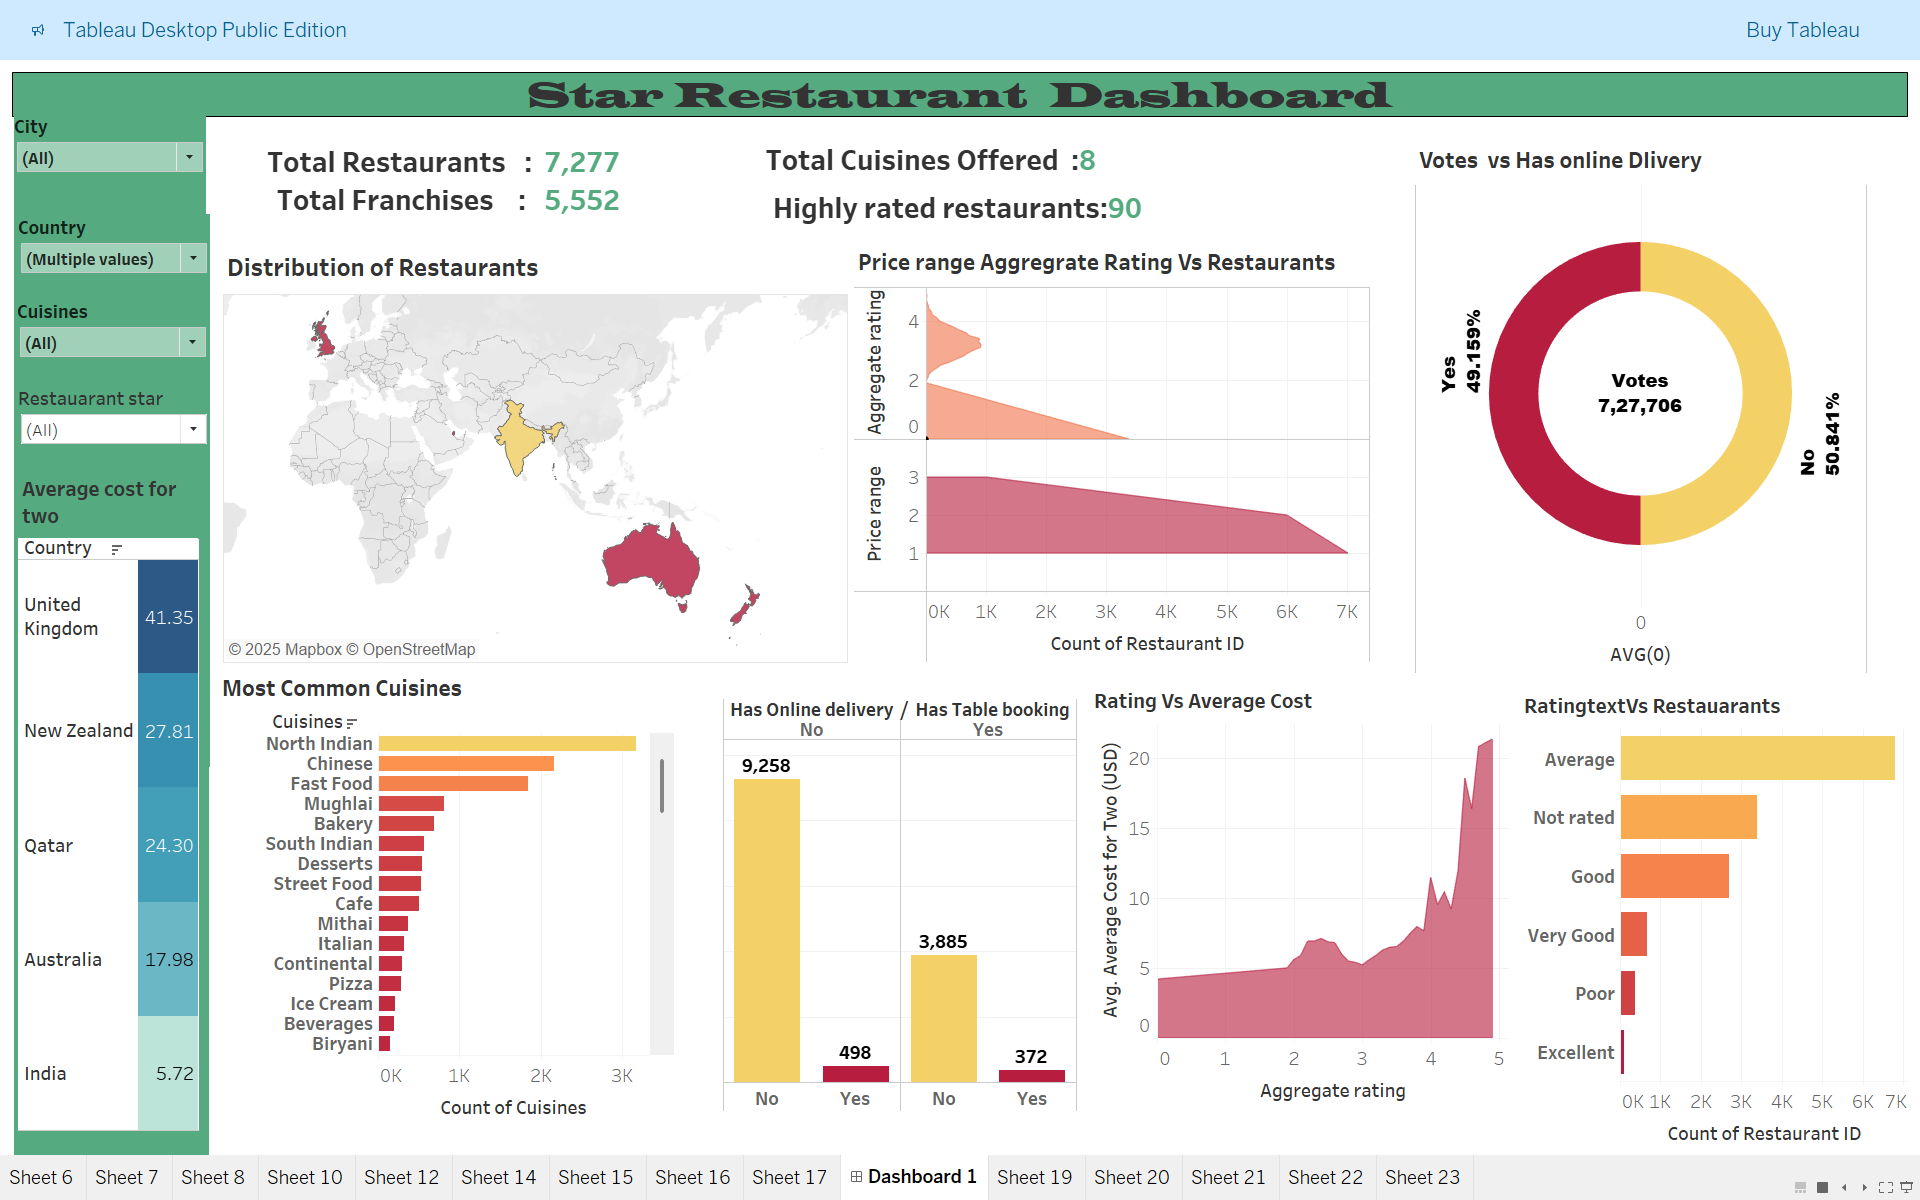 Tableau Desktop Public Edition
Buy Tableau
Star Restaurant Dashboard
City
(All)
Country
(Multiple values)
Cuisines
(All)
Restauarant star
(All)
Average cost for
two
Country
United
Kingdom
41.35
New Zealand 27.81
Qatar 24.30
Australia 17.98
India 5.72
Total Restaurants : 7,277
Total Franchises : 5,552
Total Cuisines Offered :8
Highly rated restaurants:90
Distribution of Restaurants
© 2025 Mapbox © OpenStreetMap
Price range Aggregrate Rating Vs Restaurants
Aggregate rating
4
2
0
Price range
3
2
1
0K 1K 2K 3K 4K 5K 6K 7K
Count of Restaurant ID
Votes vs Has online Dlivery
Yes
49.159%
Votes
7,27,706
No
50.841%
0
AVG(0)
Most Common Cuisines
Cuisines
North Indian
Chinese
Fast Food
Mughlai
Bakery
South Indian
Desserts
Street Food
Cafe
Mithai
Italian
Continental
Pizza
Ice Cream
Beverages
Biryani
0K 1K 2K 3K
Count of Cuisines
Has Online delivery / Has Table booking
No Yes
9,258
498
3,885
372
No Yes No Yes
Rating Vs Average Cost
Avg. Average Cost for Two (USD)
20
15
10
5
0
0 1 2 3 4 5
Aggregate rating
RatingtextVs Restauarants
Average
Not rated
Good
Very Good
Poor
Excellent
0K 1K 2K 3K 4K 5K 6K 7K
Count of Restaurant ID
Sheet 6 Sheet 7 Sheet 8 Sheet 10 Sheet 12 Sheet 14 Sheet 15 Sheet 16 Sheet 17 Dashboard 1 Sheet 19 Sheet 20 Sheet 21 Sheet 22 Sheet 23